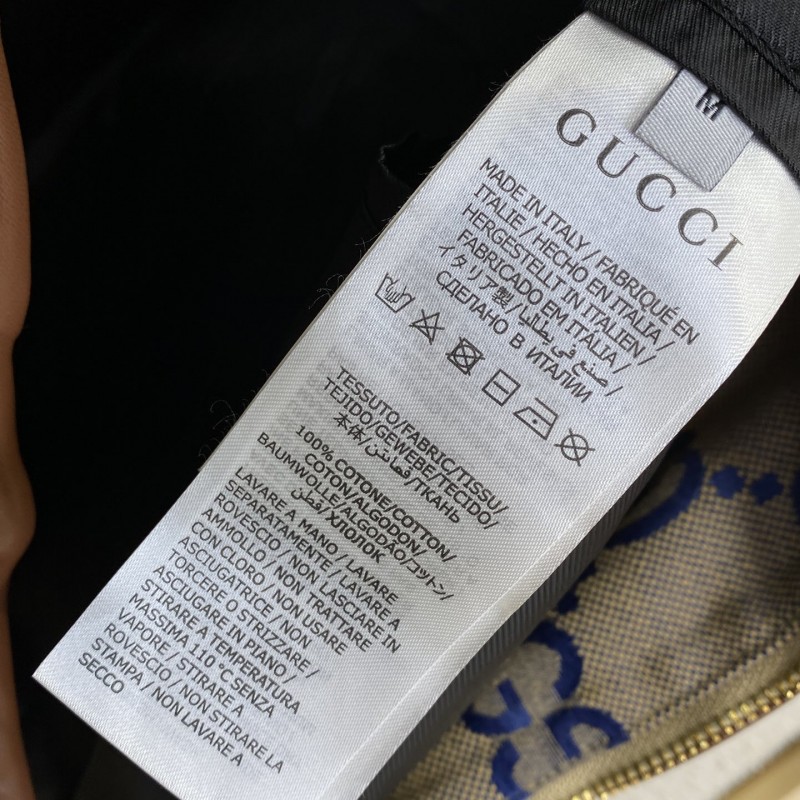 M
GUCCI
MADE IN ITALY / FABRIQUÉ EN
ITALIE / HECHO EN ITALIA /
HERGESTELLT IN ITALIEN /
FABRICADO EM ITALIA /
イタリア製 / صنع في إيطاليا /
СДЕЛАНО В ИТАЛИИ
TESSUTO/FABRIC/TISSU/
TEJIDO/GEWEBE/TECIDO/
本体/قماش/ТКАНЬ
100% COTONE/COTTON/
COTON/ALGODON/
BAUMWOLLE/ALGODÃO/コットン/
قطن/ХЛОПОК
LAVARE A MANO / LAVARE
SEPARATAMENTE / LAVARE A
ROVESCIO / NON LASCIARE IN
AMMOLLO / NON TRATTARE
CON CLORO / NON USARE
ASCIUGATRICE / NON
TORCERE O STRIZZARE /
ASCIUGARE IN PIANO /
STIRARE A TEMPERATURA
MASSIMA 110 °C SENZA
VAPORE / STIRARE A
ROVESCIO / NON STIRARE LA
STAMPA / NON LAVARE A
SECCO